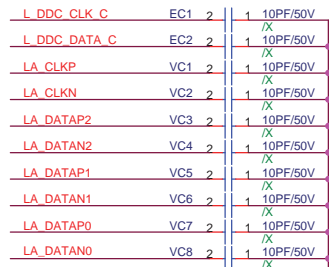 L_DDC_CLK_C EC1 2 1 10PF/50V
/X
L_DDC_DATA_C EC2 2 1 10PF/50V
/X
LA_CLKP VC1 2 1 10PF/50V
/X
LA_CLKN VC2 2 1 10PF/50V
/X
LA_DATAP2 VC3 2 1 10PF/50V
/X
LA_DATAN2 VC4 2 1 10PF/50V
/X
LA_DATAP1 VC5 2 1 10PF/50V
/X
LA_DATAN1 VC6 2 1 10PF/50V
/X
LA_DATAP0 VC7 2 1 10PF/50V
/X
LA_DATAN0 VC8 2 1 10PF/50V
/X